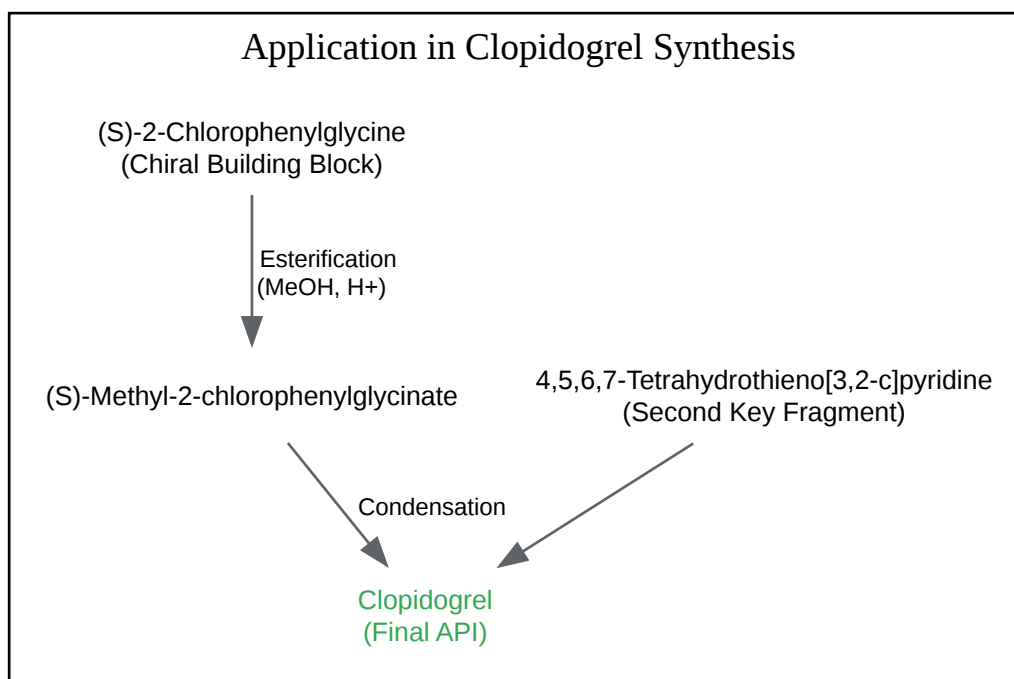 Application in Clopidogrel Synthesis
(S)-2-Chlorophenylglycine
(Chiral Building Block)
Esterification
(MeOH, H+)
(S)-Methyl-2-chlorophenylglycinate
4,5,6,7-Tetrahydrothieno[3,2-c]pyridine
(Second Key Fragment)
Condensation
Clopidogrel
(Final API)